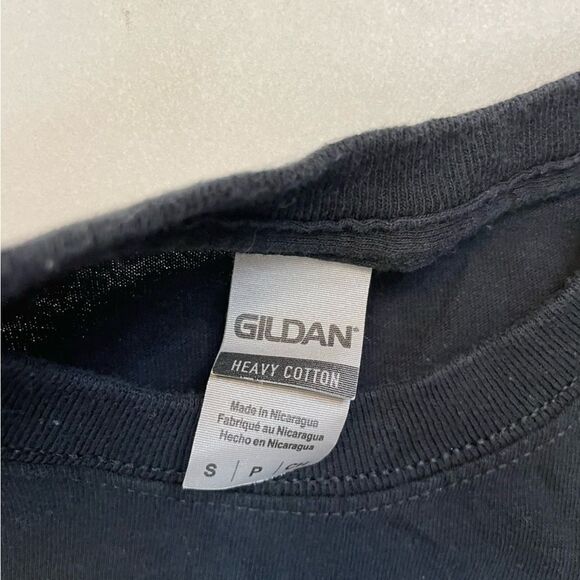 GILDAN®
HEAVY COTTON
Made in Nicaragua
Fabriqué au Nicaragua
Hecho en Nicaragua
S | P |